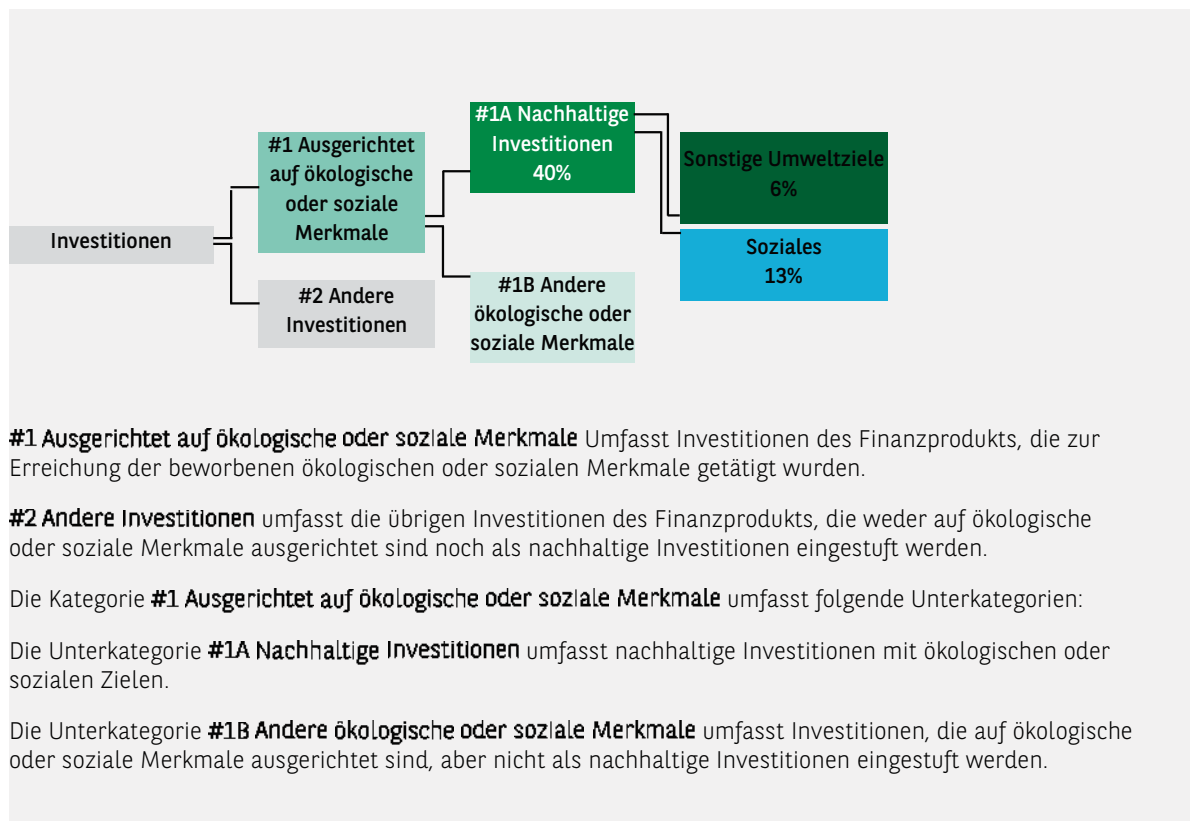 #1A Nachhaltige
Investitionen
40%
#1 Ausgerichtet
auf ökologische
oder soziale
Merkmale
Sonstige Umweltziele
6%
Investitionen
Soziales
13%
#2 Andere
Investitionen
#1B Andere
ökologische oder
soziale Merkmale
#1 Ausgerichtet auf ökologische oder soziale Merkmale Umfasst Investitionen des Finanzprodukts, die zur
Erreichung der beworbenen ökologischen oder sozialen Merkmale getätigt wurden.
#2 Andere Investitionen umfasst die übrigen Investitionen des Finanzprodukts, die weder auf ökologische
oder soziale Merkmale ausgerichtet sind noch als nachhaltige Investitionen eingestuft werden.
Die Kategorie #1 Ausgerichtet auf ökologische oder soziale Merkmale umfasst folgende Unterkategorien:
Die Unterkategorie #1A Nachhaltige Investitionen umfasst nachhaltige Investitionen mit ökologischen oder
sozialen Zielen.
Die Unterkategorie #1B Andere ökologische oder soziale Merkmale umfasst Investitionen, die auf ökologische
oder soziale Merkmale ausgerichtet sind, aber nicht als nachhaltige Investitionen eingestuft werden.